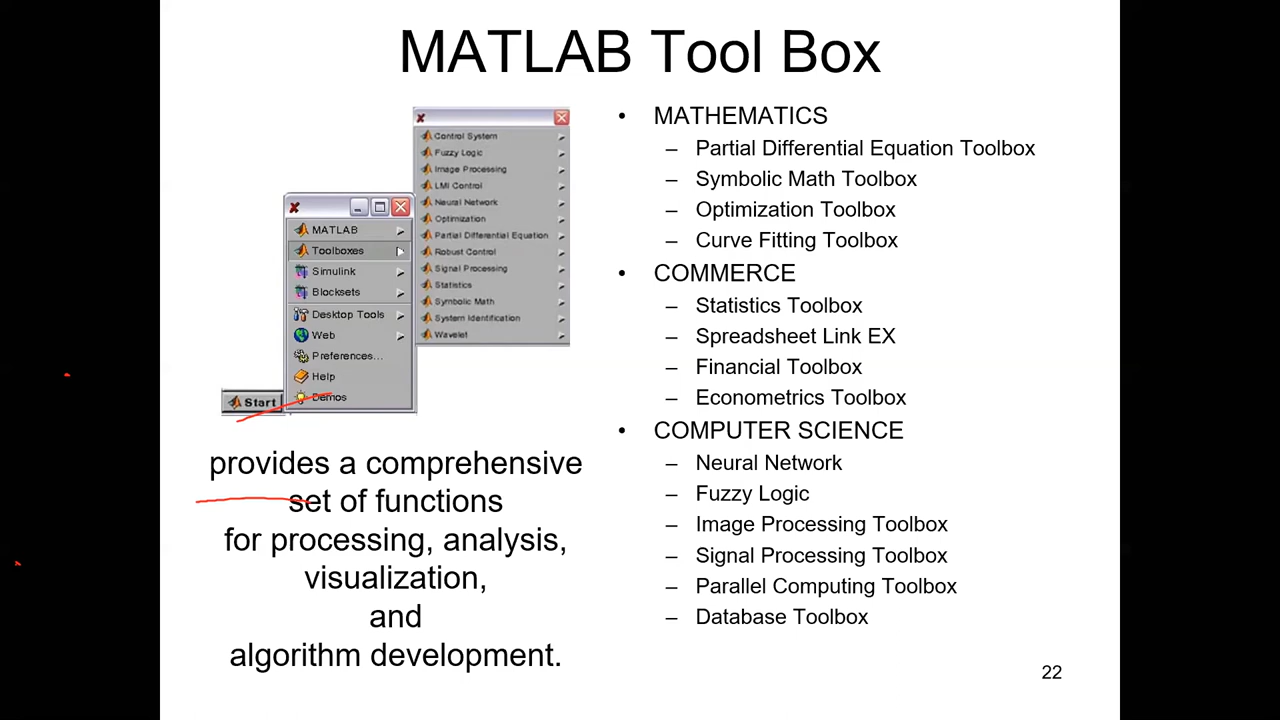 MATLAB Tool Box
Control System
Fuzzy Logic
Image Processing
LMI Control
Neural Network
Optimization
Partial Differential Equation
Robust Control
Signal Processing
Statistics
Symbolic Math
System Identification
Wavelet
MATLAB
Toolboxes
Simulink
Blocksets
Desktop Tools
Web
Preferences...
Help
Demos
Start
provides a comprehensive
set of functions
for processing, analysis,
visualization,
and
algorithm development.
• MATHEMATICS
– Partial Differential Equation Toolbox
– Symbolic Math Toolbox
– Optimization Toolbox
– Curve Fitting Toolbox
• COMMERCE
– Statistics Toolbox
– Spreadsheet Link EX
– Financial Toolbox
– Econometrics Toolbox
• COMPUTER SCIENCE
– Neural Network
– Fuzzy Logic
– Image Processing Toolbox
– Signal Processing Toolbox
– Parallel Computing Toolbox
– Database Toolbox
22